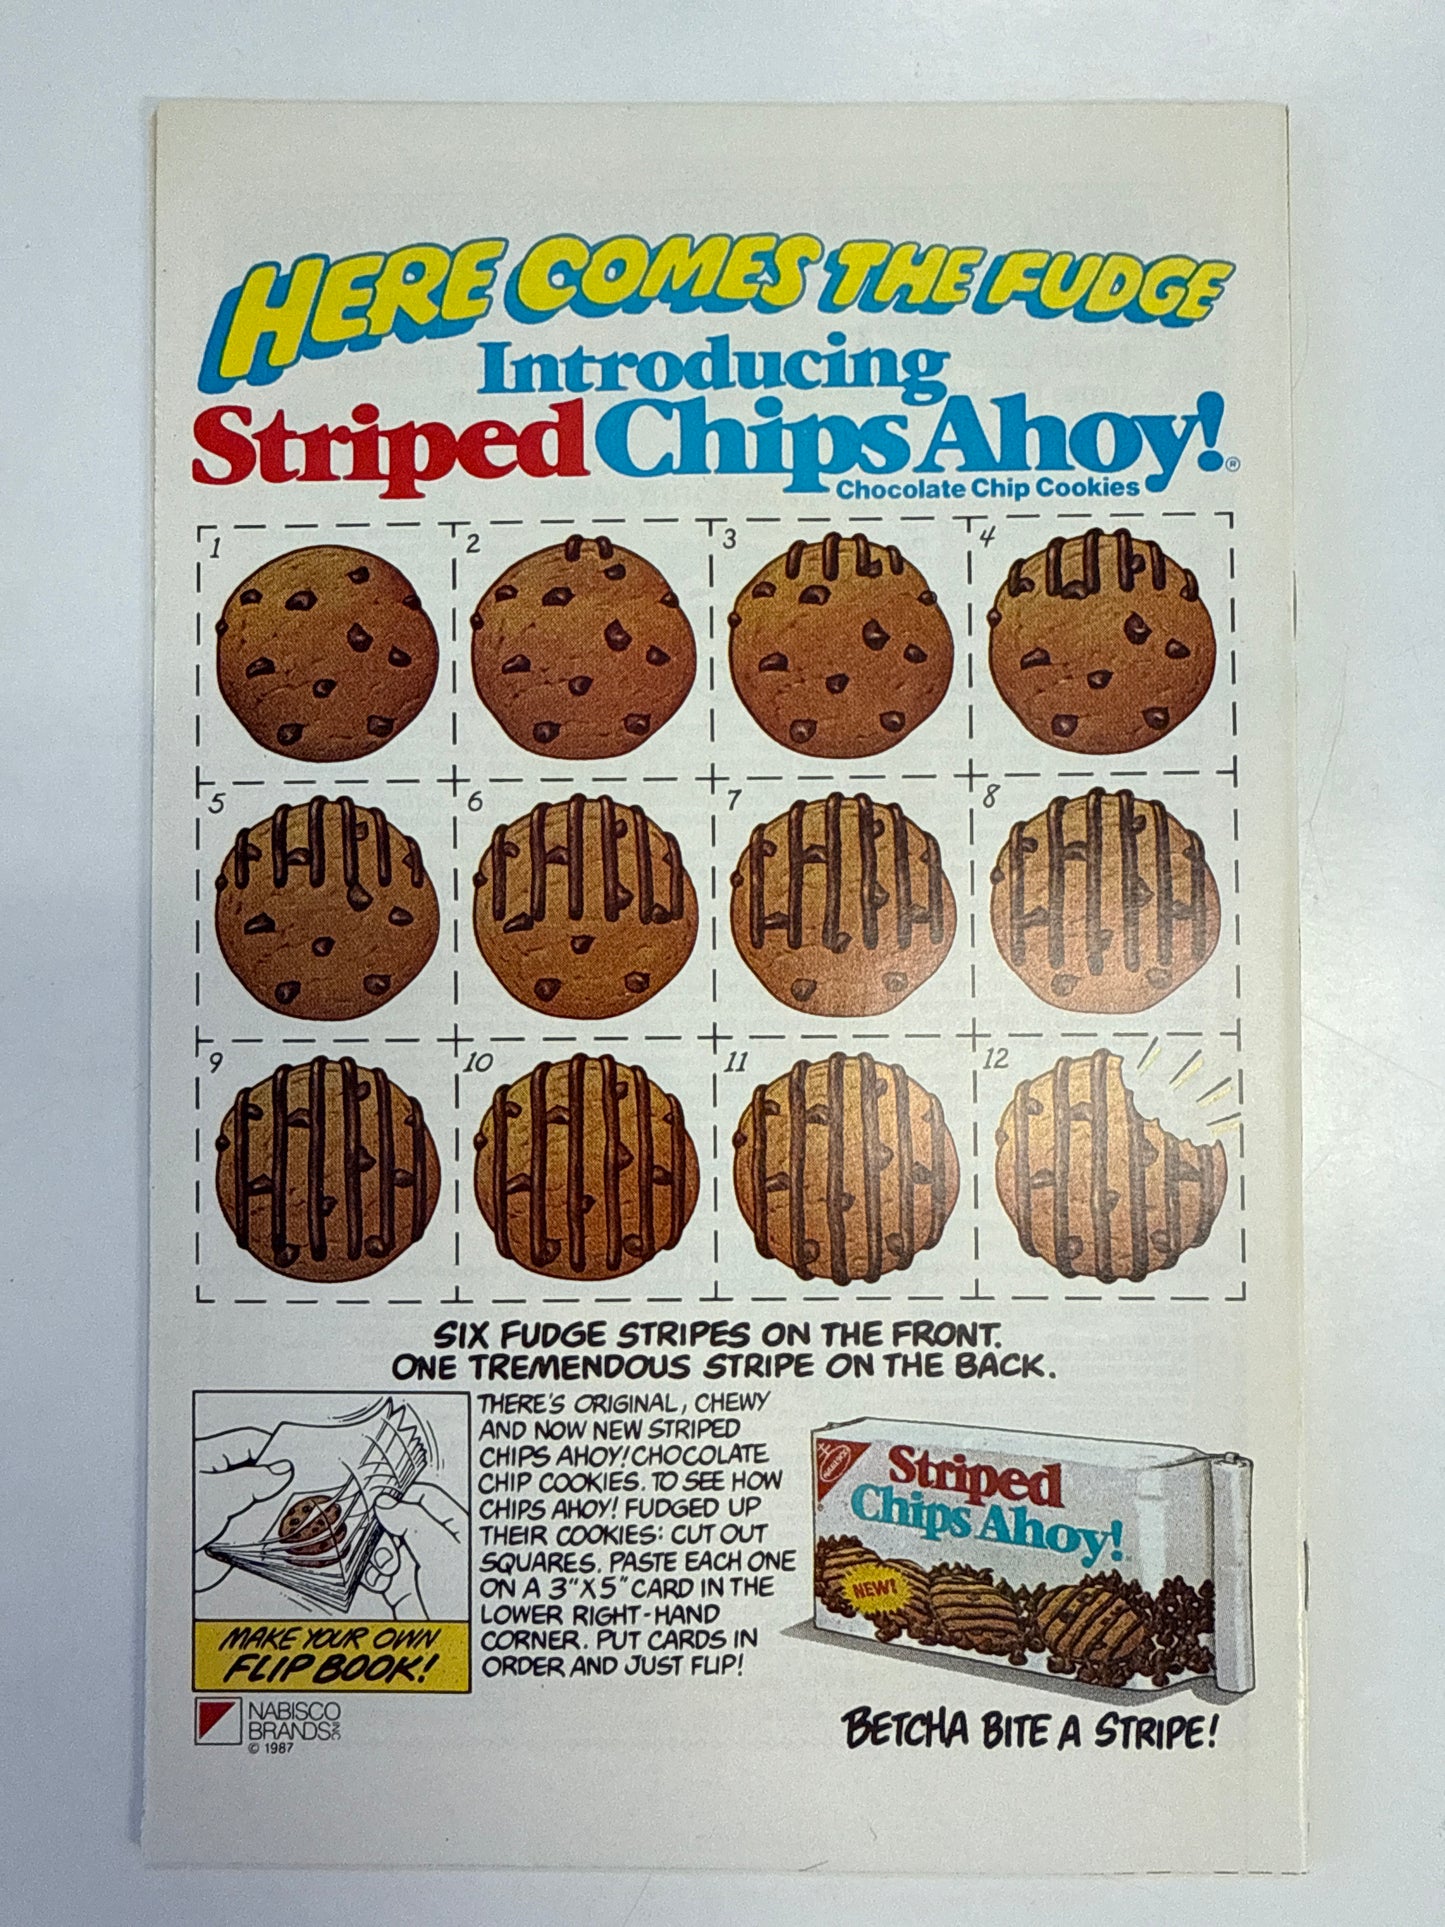 HERE COMES THE FUDGE
Introducing
Striped Chips Ahoy!®
Chocolate Chip Cookies
1
2
3
4
5
6
7
8
9
10
11
12
SIX FUDGE STRIPES ON THE FRONT.
ONE TREMENDOUS STRIPE ON THE BACK.
THERE'S ORIGINAL, CHEWY
AND NOW NEW STRIPED
CHIPS AHOY! CHOCOLATE
CHIP COOKIES. TO SEE HOW
CHIPS AHOY! FUDGED UP
THEIR COOKIES: CUT OUT
SQUARES. PASTE EACH ONE
ON A 3"X5" CARD IN THE
LOWER RIGHT-HAND
CORNER. PUT CARDS IN
ORDER AND JUST FLIP!
MAKE YOUR OWN
FLIP BOOK!
NABISCO
Striped
Chips Ahoy!
NEW!
NABISCO
BRANDS INC
© 1987
BETCHA BITE A STRIPE!